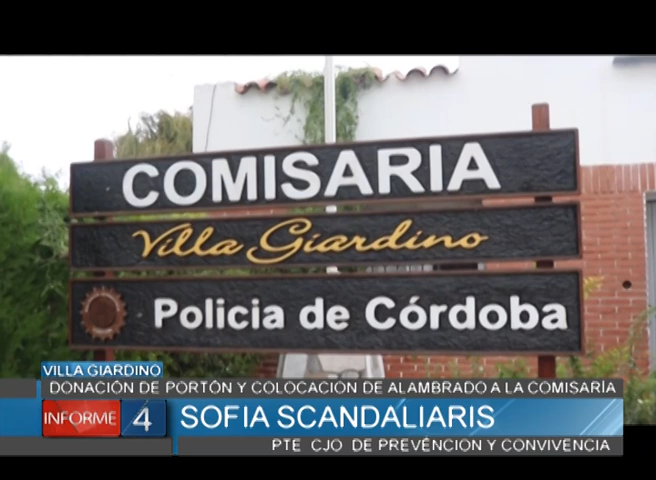 COMISARIA
Villa Giardino
Policia de Córdoba
VILLA GIARDINO
DONACIÓN DE PORTÓN Y COLOCACION DE ALAMBRADO A LA COMISARÍA
INFORME 4 SOFIA SCANDALIARIS
PTE CJO DE PREVENCION Y CONVIVENCIA